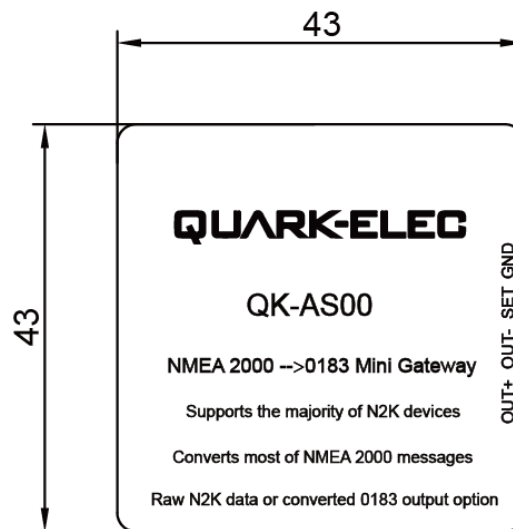 43
43
QUARK-ELEC
QK-AS00
NMEA 2000 -->0183 Mini Gateway
Supports the majority of N2K devices
Converts most of NMEA 2000 messages
Raw N2K data or converted 0183 output option
OUT+ OUT- SET GND